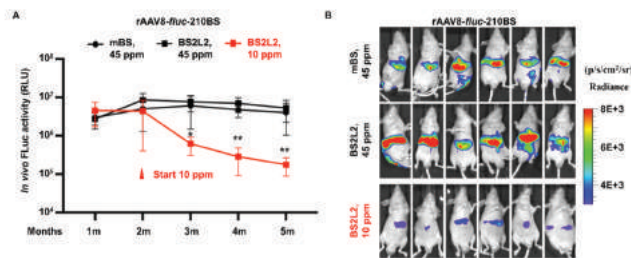 rAAV8-fluc-210BS
A
mBS,
45 ppm
BS2L2,
45 ppm
BS2L2,
10 ppm
In vivo FLuc activity (RLU)
10⁸
10⁷
10⁶
10⁵
10⁴
*
**
**
Start 10 ppm
Months
1m
2m
3m
4m
5m
B
rAAV8-fluc-210BS
mBS,
45 ppm
BS2L2,
45 ppm
BS2L2,
10 ppm
(p/s/cm²/sr)
Radiance
8E+3
6E+3
4E+3